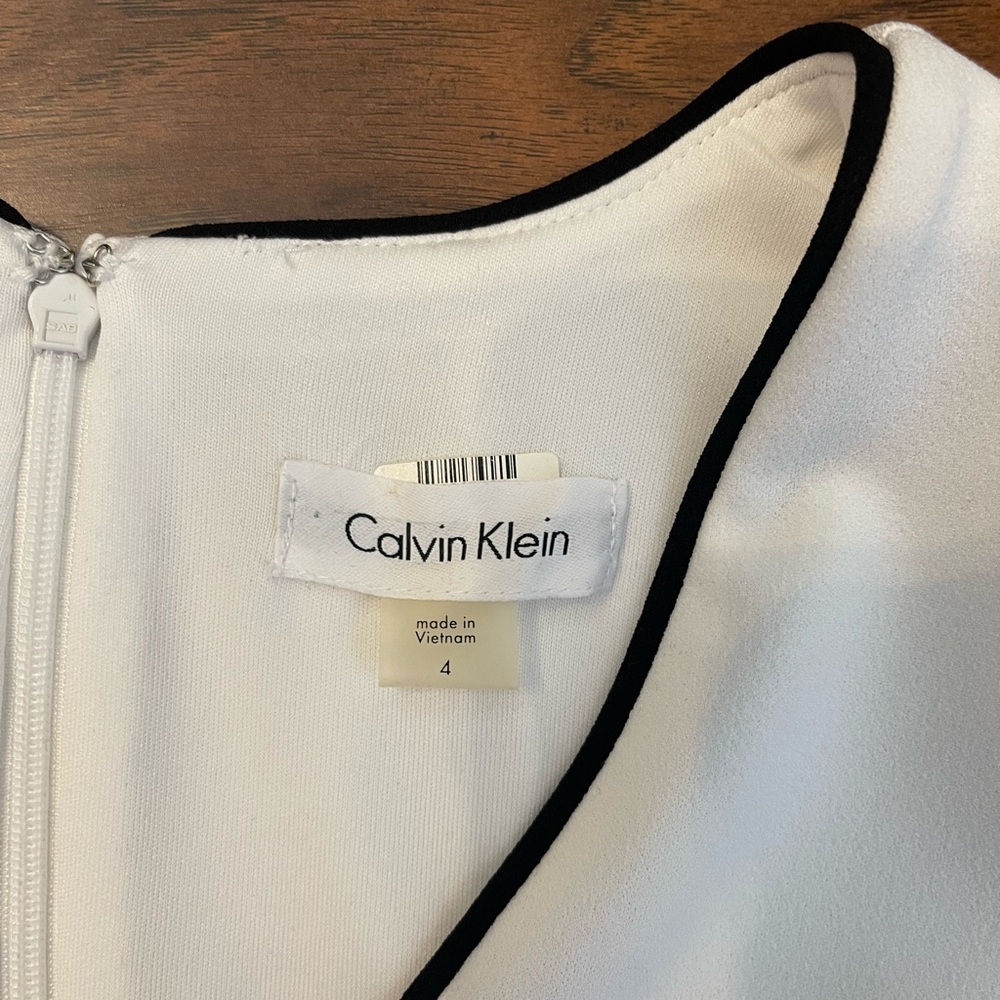 Calvin Klein
made in
Vietnam
4